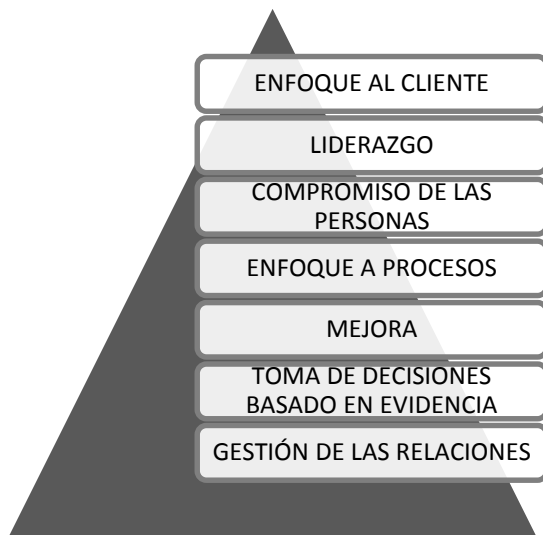 ENFOQUE AL CLIENTE
LIDERAZGO
COMPROMISO DE LAS
PERSONAS
ENFOQUE A PROCESOS
MEJORA
TOMA DE DECISIONES
BASADO EN EVIDENCIA
GESTIÓN DE LAS RELACIONES